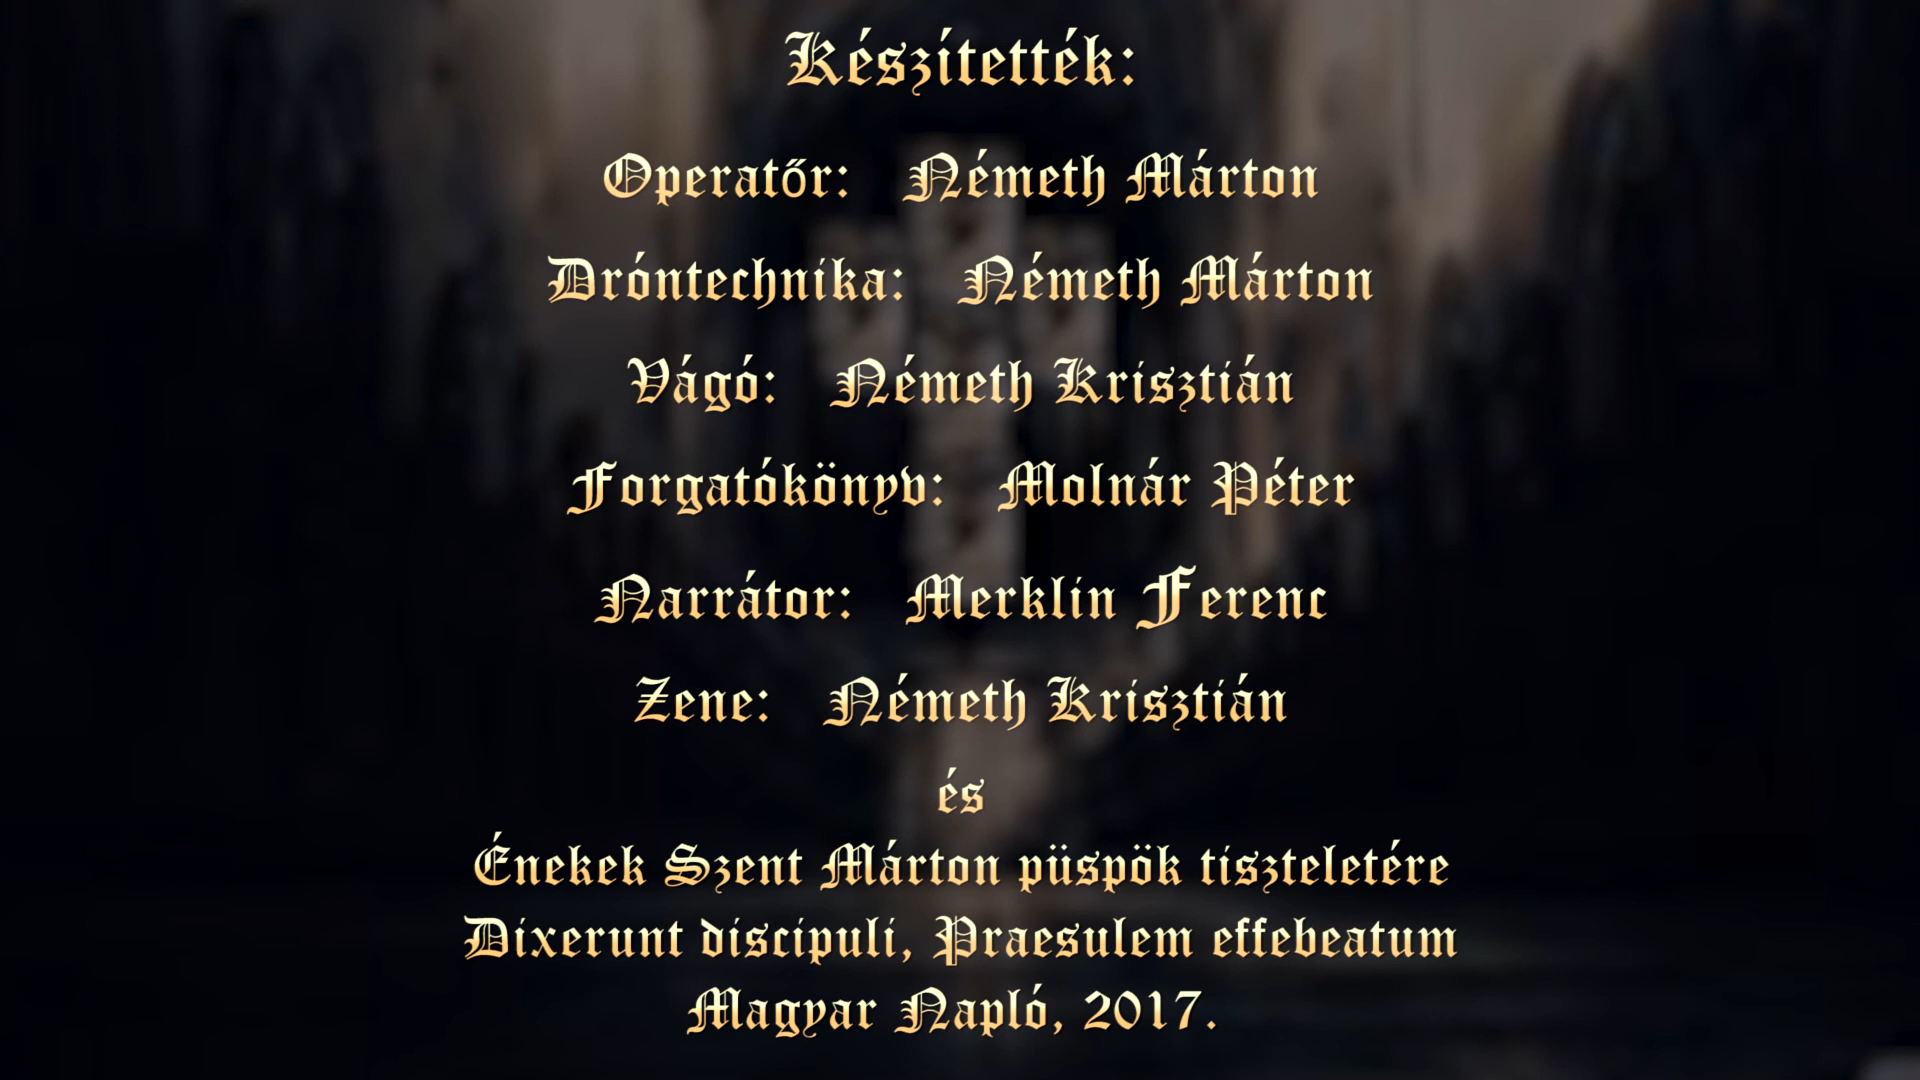 Készítették:
Operatőr: Németh Márton
Dróntechnika: Németh Márton
Vágó: Németh Krisztián
Forgatókönyv: Molnár Péter
Narrátor: Merklin Ferenc
Zene: Németh Krisztián
és
Énekek Szent Márton püspök tiszteletére
Dixerunt discipuli, Praesulem effebeatum
Magyar Napló, 2017.